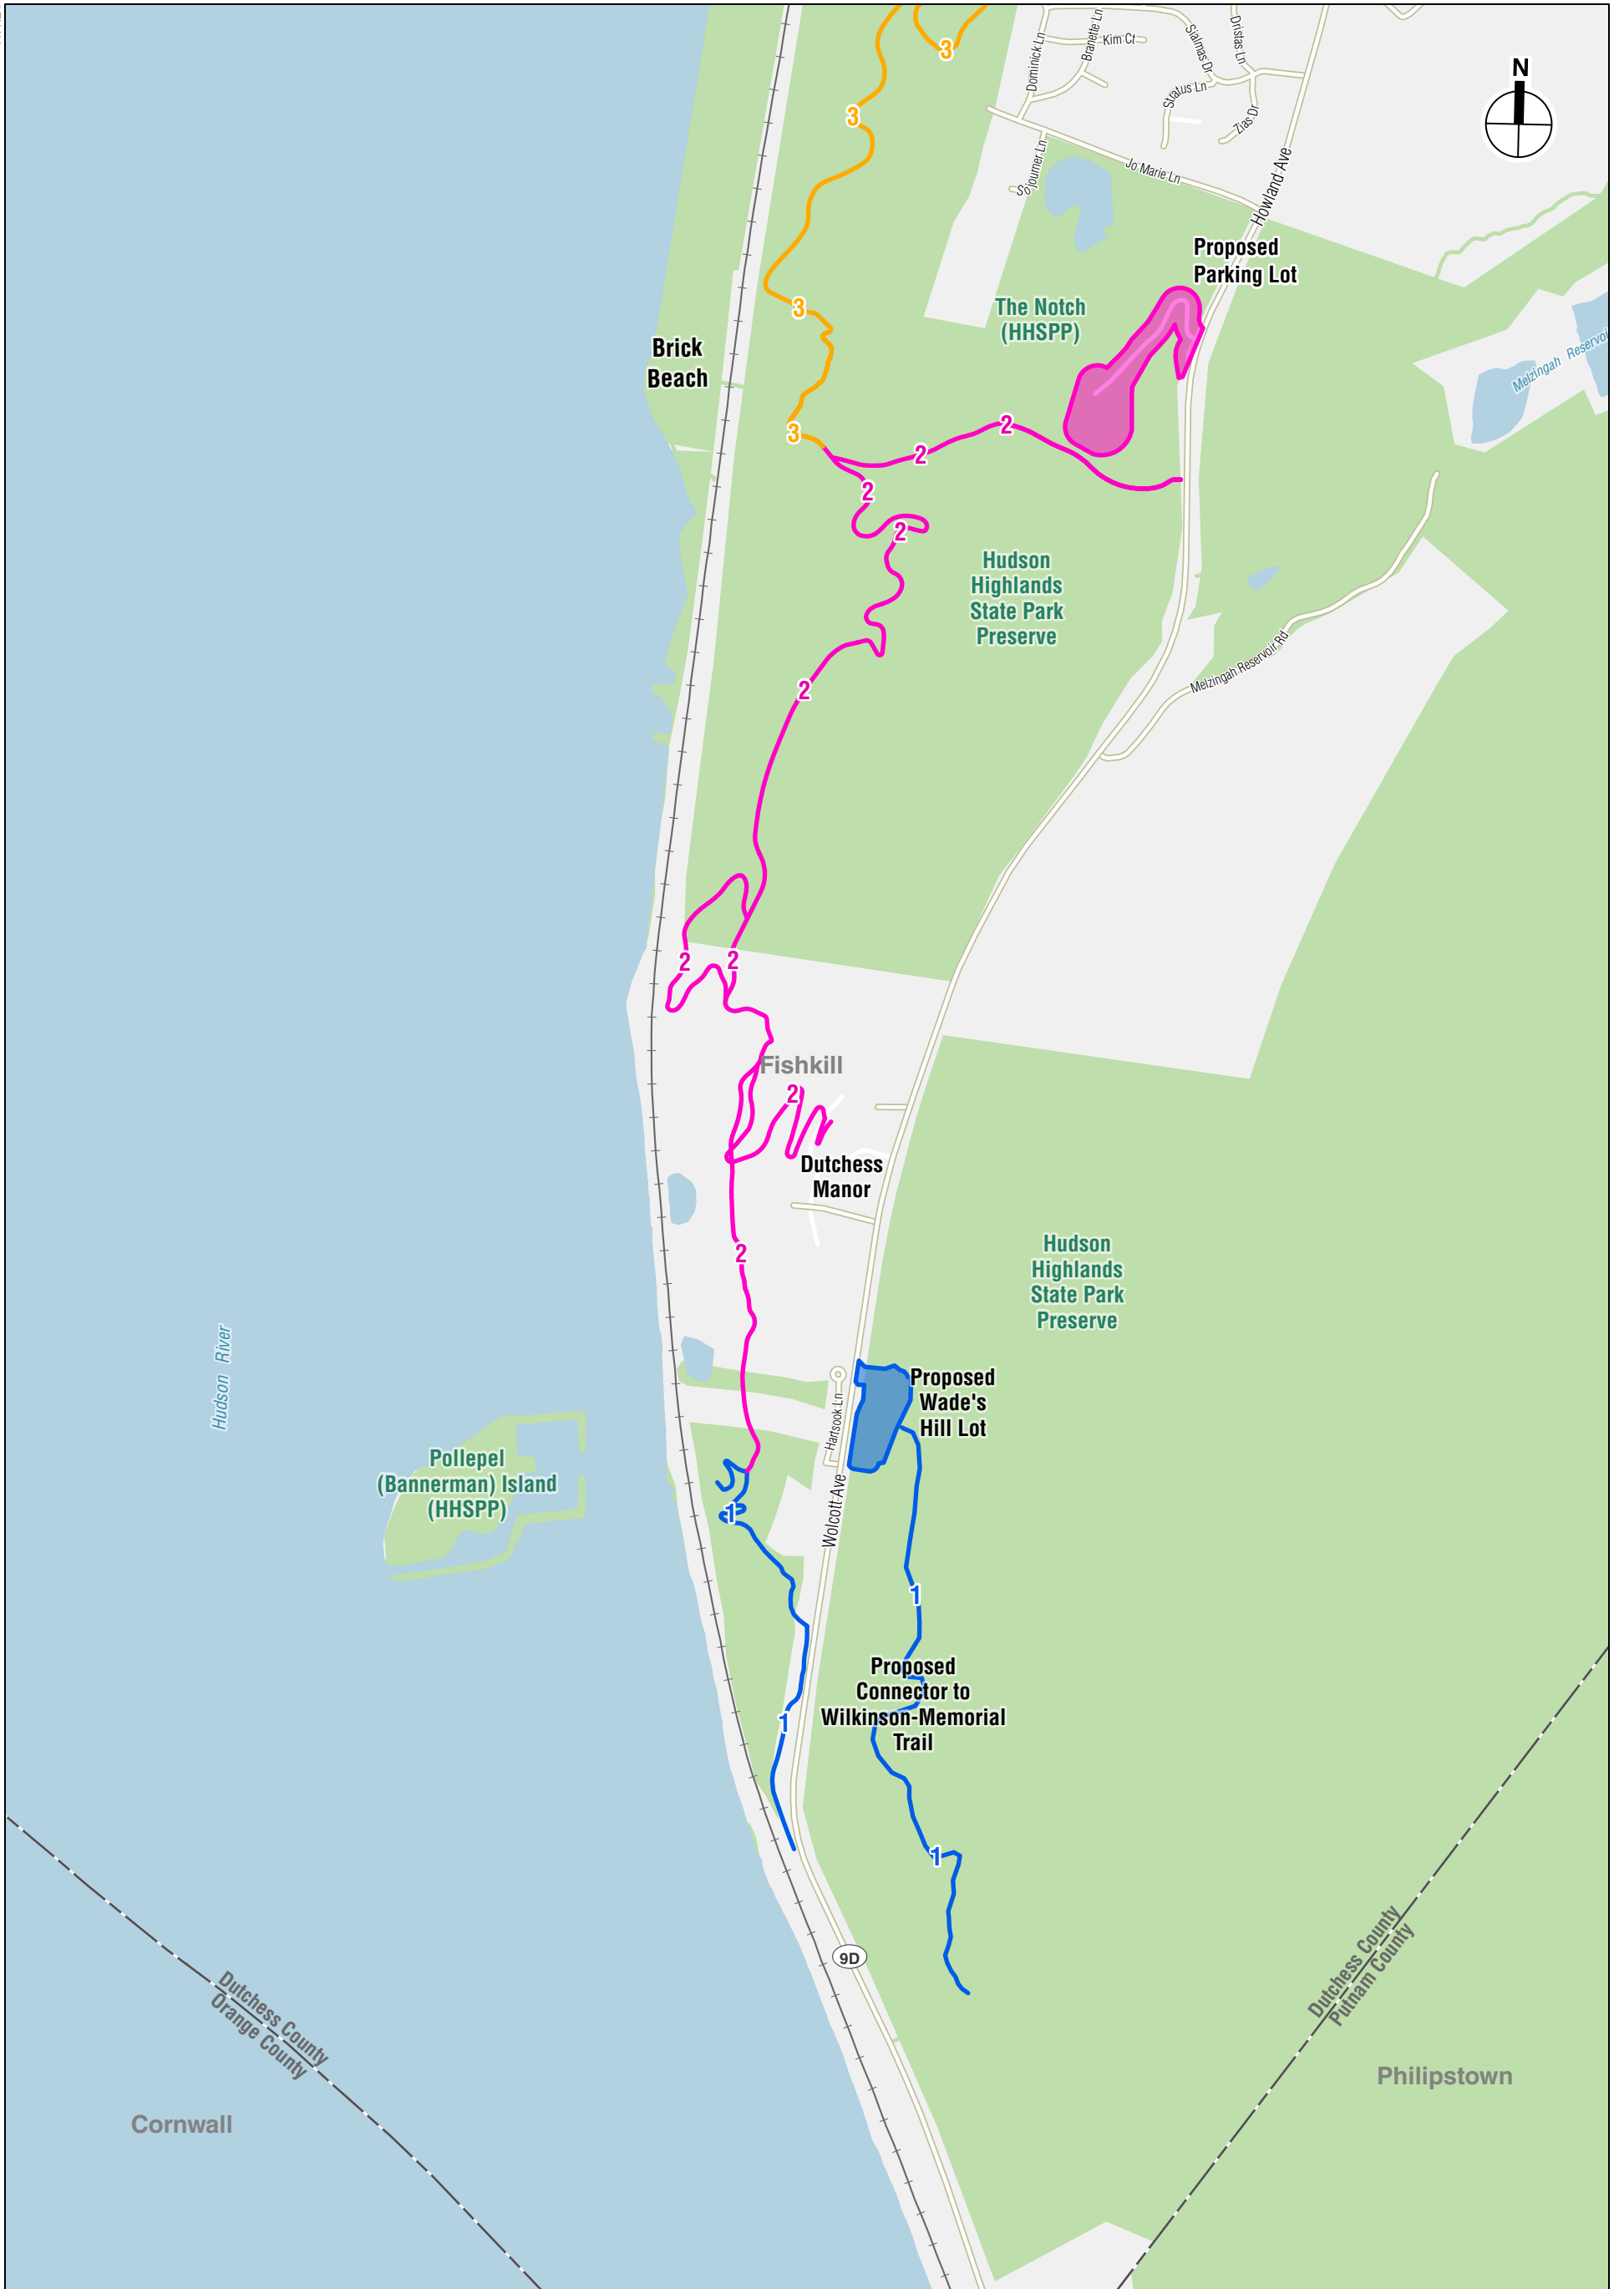 3
Kim Ct
Branette Ln
Dominick Ln
Sialmas Dr
Dristas Ln
Stratus Ln
Zias Dr
N
3
Sojourner Ln
Jo Marie Ln
Howland Ave
Proposed
Parking Lot
3
The Notch
(HHSPP)
Brick
Beach
3
2
2
2
2
Hudson
Highlands
State Park
Preserve
Melzingah Reservoir Rd
2
2
2
Fishkill
2
Dutchess
Manor
2
Hudson
Highlands
State Park
Preserve
Hudson River
Proposed
Wade's
Hill Lot
Hartsook Ln
Pollepel
(Bannerman) Island
(HHSPP)
1
Wolcott Ave
1
Proposed
Connector to
Wilkinson-Memorial
Trail
1
1
9D
Dutchess County
Putnam County
Dutchess County
Orange County
Philipstown
Cornwall
Melzingah Reservoi